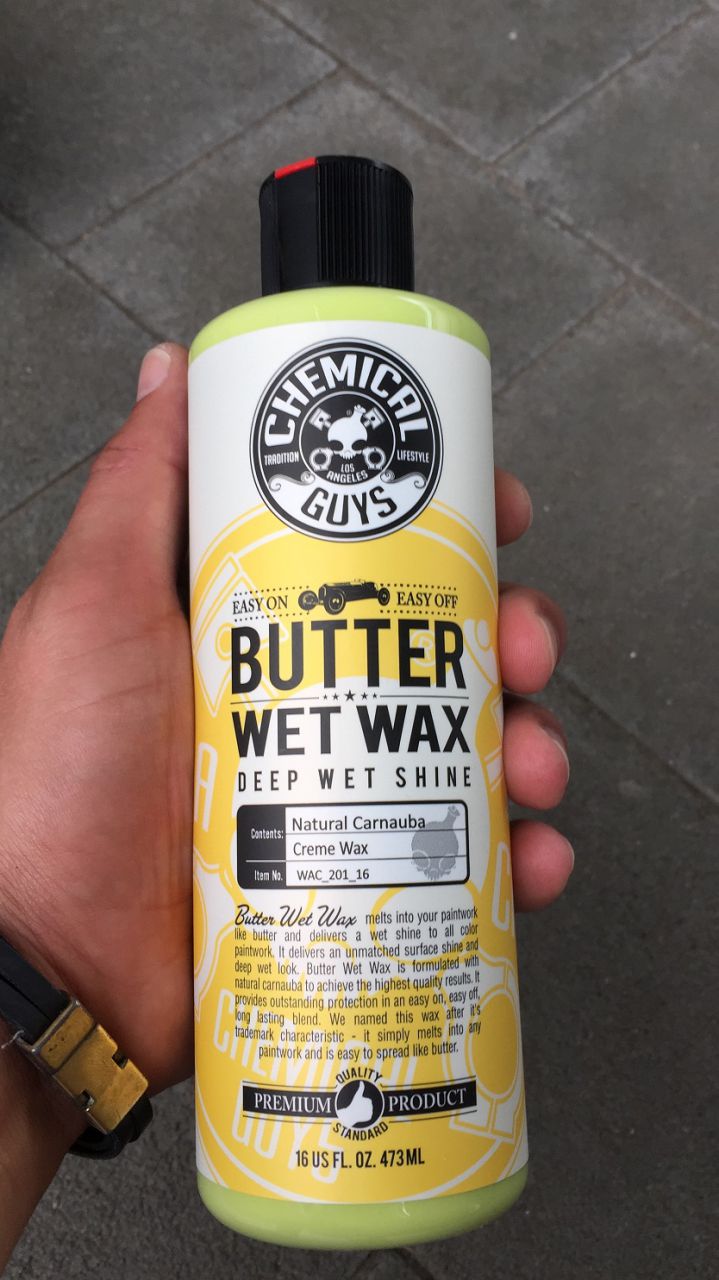 CHEMICAL
TRADITION LIFESTYLE
LOS
ANGELES
GUYS
EASY ON EASY OFF
BUTTER
WET WAX
DEEP WET SHINE
Contents: Natural Carnauba
Creme Wax
Item No. WAC_201_16
Butter Wet Wax melts into your paintwork
like butter and delivers a wet shine to all color
paintwork. It delivers an unmatched surface shine and
deep wet look. Butter Wet Wax is formulated with
natural carnauba to achieve the highest quality results. It
provides outstanding protection in an easy on, easy off,
long lasting blend. We named this wax after it's
trademark characteristic - it simply melts into any
paintwork and is easy to spread like butter.
QUALITY
PREMIUM PRODUCT
STANDARD
16 US FL. OZ. 473 ML
CHEMICAL
GUYS